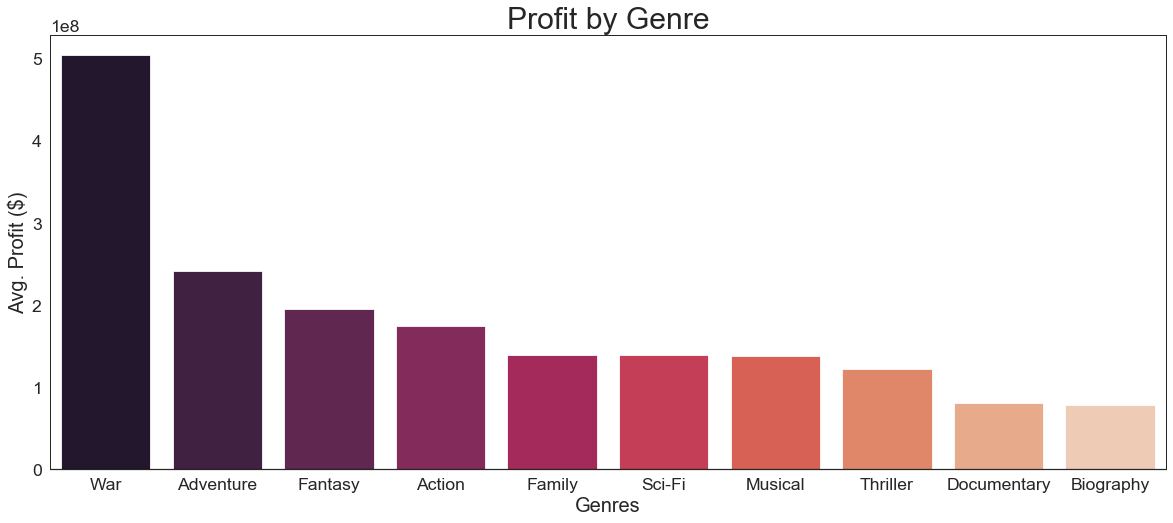 Profit by Genre
1e8
5
4
3
2
1
0
Avg. Profit ($)
War Adventure Fantasy Action Family Sci-Fi Musical Thriller Documentary Biography
Genres